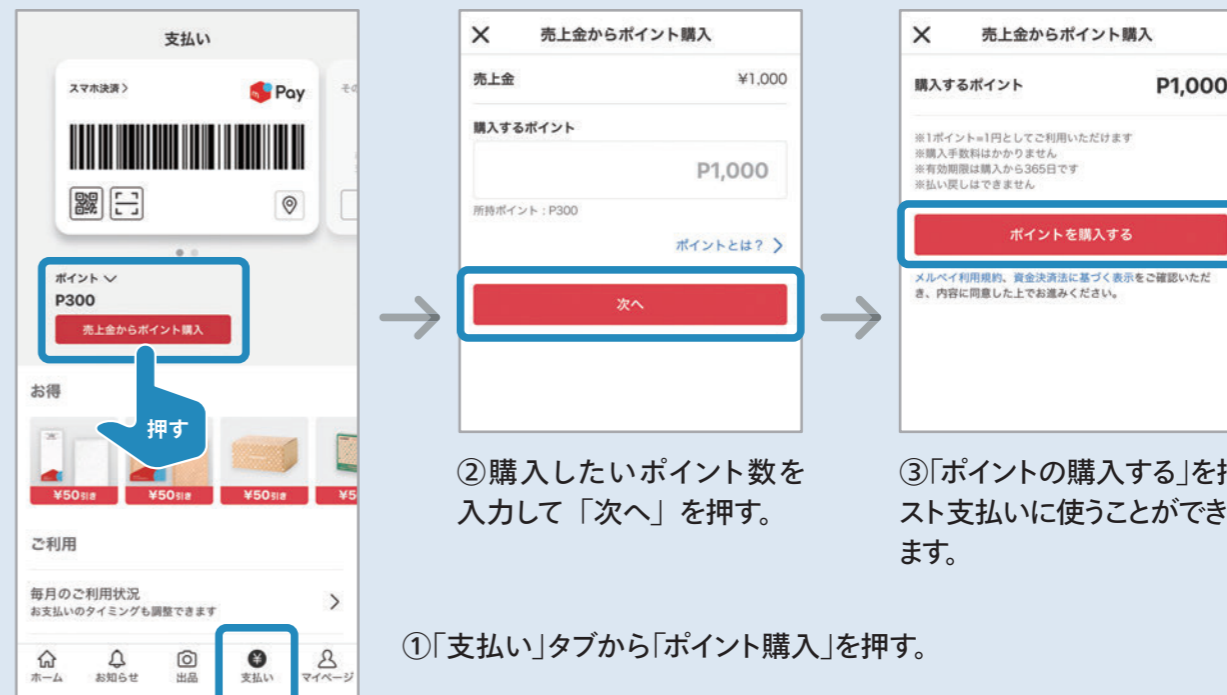 支払い
スマホ決済 >
Pay
ポイント
P300
売上金からポイント購入
押す
お得
¥50引き
¥50引き
¥50引き
¥5
ご利用
毎月のご利用状況
お支払いのタイミングも調整できます
ホーム
お知らせ
出品
支払い
マイページ
売上金からポイント購入
売上金 ¥1,000
購入するポイント
P1,000
所持ポイント：P300
ポイントとは？
次へ
売上金からポイント購入
購入するポイント P1,000
※1ポイント=1円としてご利用いただけます
※購入手数料はかかりません
※有効期限は購入から365日です
※払い戻しはできません
ポイントを購入する
メルペイ利用規約、資金決済法に基づく表示をご確認いただ
き、内容に同意した上でお進みください。
①「支払い」タブから「ポイント購入」を押す。
②購入したいポイント数を
入力して「次へ」を押す。
③「ポイントの購入する」を
スト支払いに使うことができ
ます。